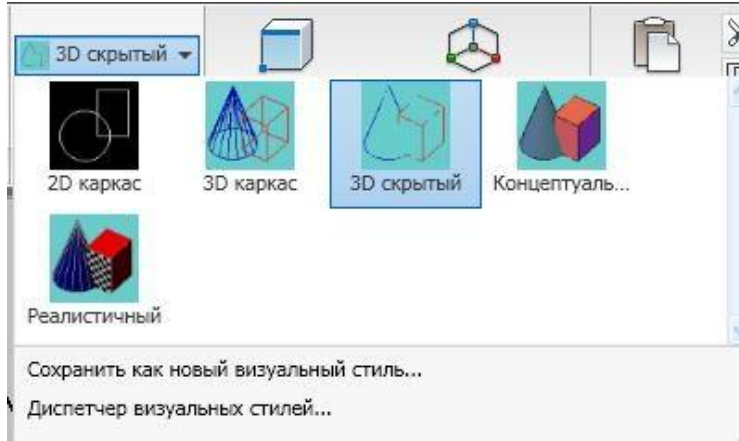 3D скрытый
2D каркас
3D каркас
3D скрытый
Концептуаль...
Реалистичный
Сохранить как новый визуальный стиль...
Диспетчер визуальных стилей...